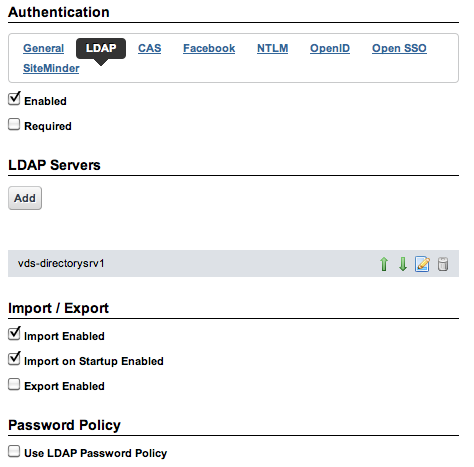 Authentication
General LDAP CAS Facebook NTLM OpenID Open SSO
SiteMinder
Enabled
Required
LDAP Servers
Add
vds-directorysrv1
Import / Export
Import Enabled
Import on Startup Enabled
Export Enabled
Password Policy
Use LDAP Password Policy